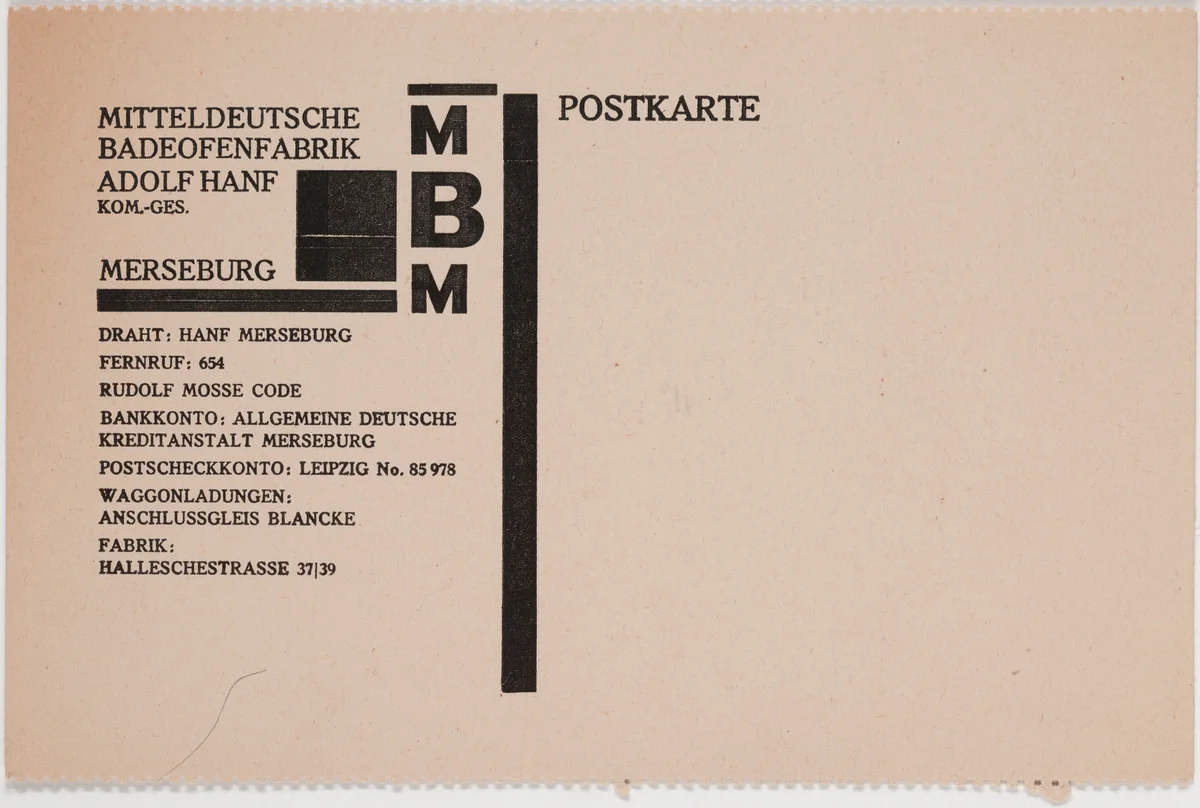 MITTELDEUTSCHE
BADEOFENFABRIK
ADOLF HANF
KOM.-GES.
MERSEBURG
M
B
M
DRAHT: HANF MERSEBURG
FERNRUF: 654
RUDOLF MOSSE CODE
BANKKONTO: ALLGEMEINE DEUTSCHE
KREDITANSTALT MERSEBURG
POSTSCHECKKONTO: LEIPZIG No. 85 978
WAGGONLADUNGEN:
ANSCHLUSSGLEIS BLANCKE
FABRIK:
HALLESCHESTRASSE 37|39
POSTKARTE